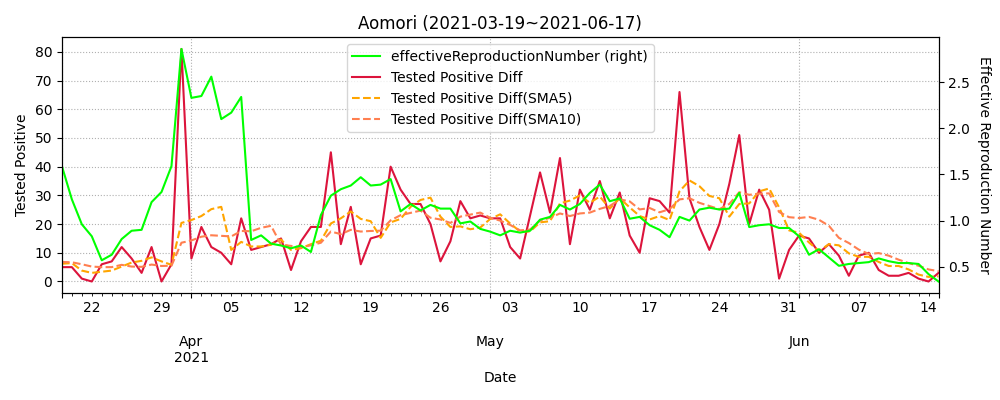 Aomori (2021-03-19~2021-06-17)
effectiveReproductionNumber (right)
Tested Positive Diff
Tested Positive Diff(SMA5)
Tested Positive Diff(SMA10)
Tested Positive
80
70
60
50
40
30
20
10
0
Effective Reproduction Number
2.5
2.0
1.5
1.0
0.5
22 29 05 12 19 26 03 10 17 24 31 07 14
Apr May Jun
2021
Date